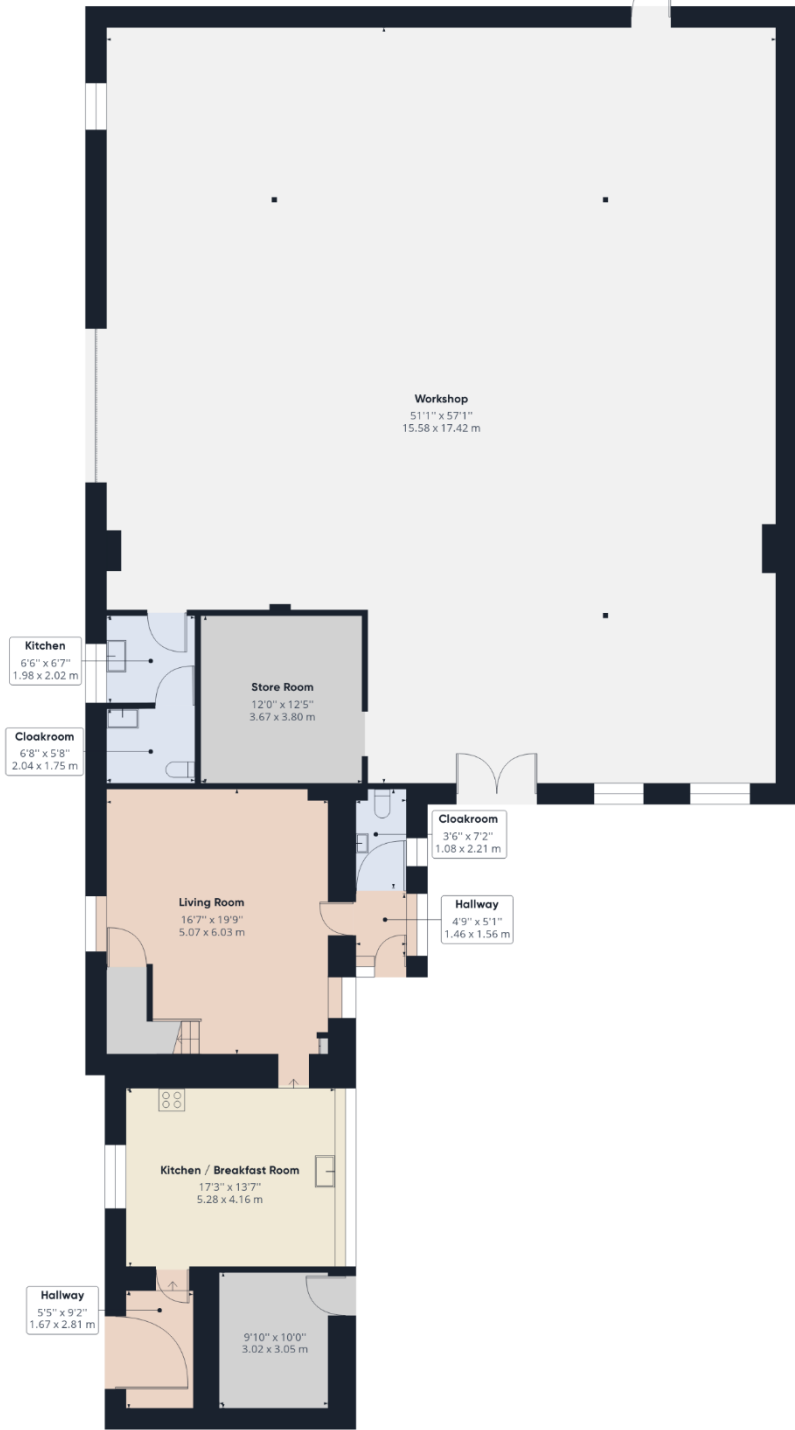 Workshop
51'1'' x 57'1''
15.58 x 17.42 m
Kitchen
6'6'' x 6'7''
1.98 x 2.02 m
Store Room
12'0'' x 12'5''
3.67 x 3.80 m
Cloakroom
6'8'' x 5'8''
2.04 x 1.75 m
Cloakroom
3'6'' x 7'2''
1.08 x 2.21 m
Living Room
16'7'' x 19'9''
5.07 x 6.03 m
Hallway
4'9'' x 5'1''
1.46 x 1.56 m
Kitchen / Breakfast Room
17'3'' x 13'7''
5.28 x 4.16 m
Hallway
5'5'' x 9'2''
1.67 x 2.81 m
9'10'' x 10'0''
3.02 x 3.05 m